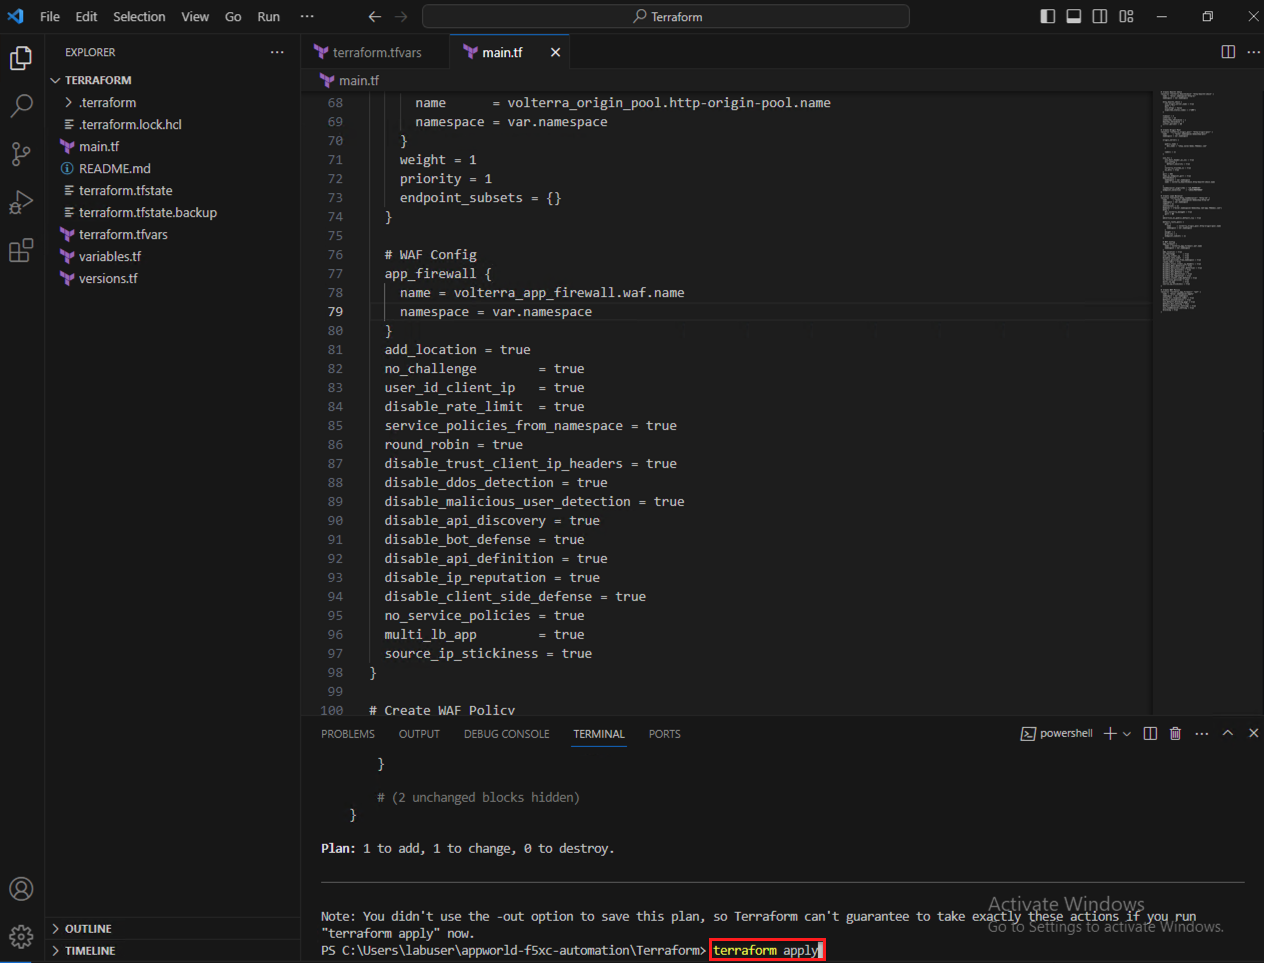 File Edit Selection View Go Run ··· Terraform
EXPLORER ···
TERRAFORM
.terraform
.terraform.lock.hcl
main.tf
README.md
terraform.tfstate
terraform.tfstate.backup
terraform.tfvars
variables.tf
versions.tf
OUTLINE
TIMELINE
terraform.tfvars main.tf
main.tf
68 name = volterra_origin_pool.http-origin-pool.name
69 namespace = var.namespace
70 }
71 weight = 1
72 priority = 1
73 endpoint_subsets = {}
74 }
75
76 # WAF Config
77 app_firewall {
78 name = volterra_app_firewall.waf.name
79 namespace = var.namespace
80 }
81 add_location = true
82 no_challenge = true
83 user_id_client_ip = true
84 disable_rate_limit = true
85 service_policies_from_namespace = true
86 round_robin = true
87 disable_trust_client_ip_headers = true
88 disable_ddos_detection = true
89 disable_malicious_user_detection = true
90 disable_api_discovery = true
91 disable_bot_defense = true
92 disable_api_definition = true
93 disable_ip_reputation = true
94 disable_client_side_defense = true
95 no_service_policies = true
96 multi_lb_app = true
97 source_ip_stickiness = true
98 }
99
100 # Create WAF Policy
PROBLEMS OUTPUT DEBUG CONSOLE TERMINAL PORTS powershell
}
# (2 unchanged blocks hidden)
}
Plan: 1 to add, 1 to change, 0 to destroy.
Note: You didn't use the -out option to save this plan, so Terraform can't guarantee to take exactly these actions if you run
"terraform apply" now.
PS C:\Users\labuser\appworld-f5xc-automation\Terraform> terraform apply
Activate Windows
Go to Settings to activate Windows.